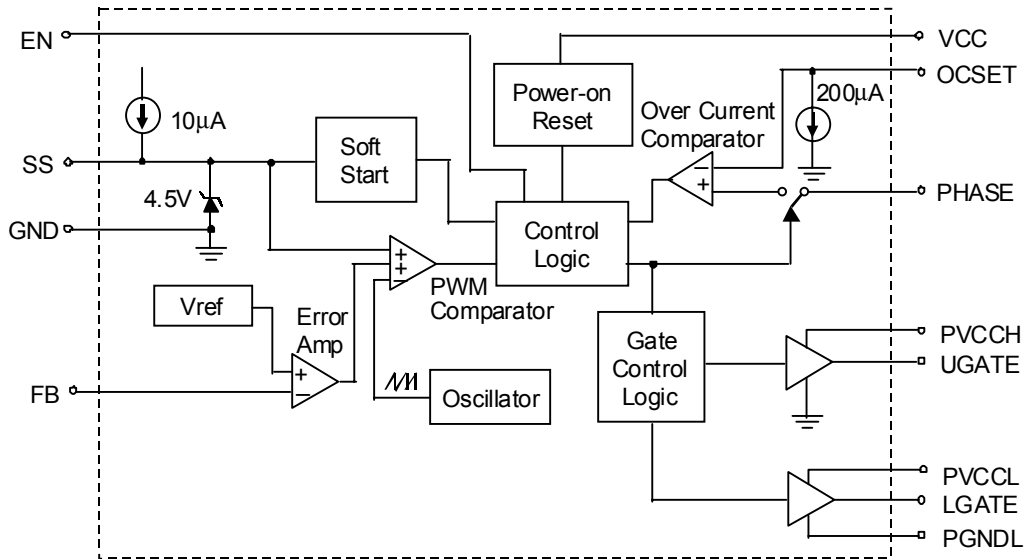 EN
VCC
OCSET
Power-on
Reset
200μA
Over Current
Comparator
10μA
Soft
Start
SS
4.5V
PHASE
GND
Control
Logic
PWM
Comparator
Vref
Error
Amp
Gate
Control
Logic
PVCCH
UGATE
FB
Oscillator
PVCCL
LGATE
PGNDL